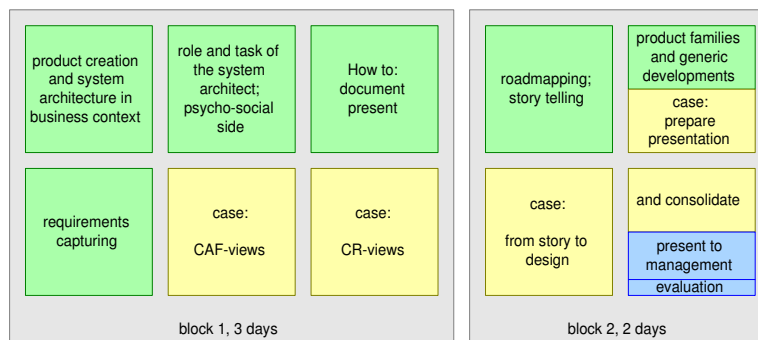 product creation
and system
architecture in
business context
role and task of
the system
architect;
psycho-social
side
How to:
document
present
requirements
capturing
case:
CAF-views
case:
CR-views
block 1, 3 days
roadmapping;
story telling
product families
and generic
developments
case:
prepare
presentation
case:
from story to
design
and consolidate
present to
management
evaluation
block 2, 2 days